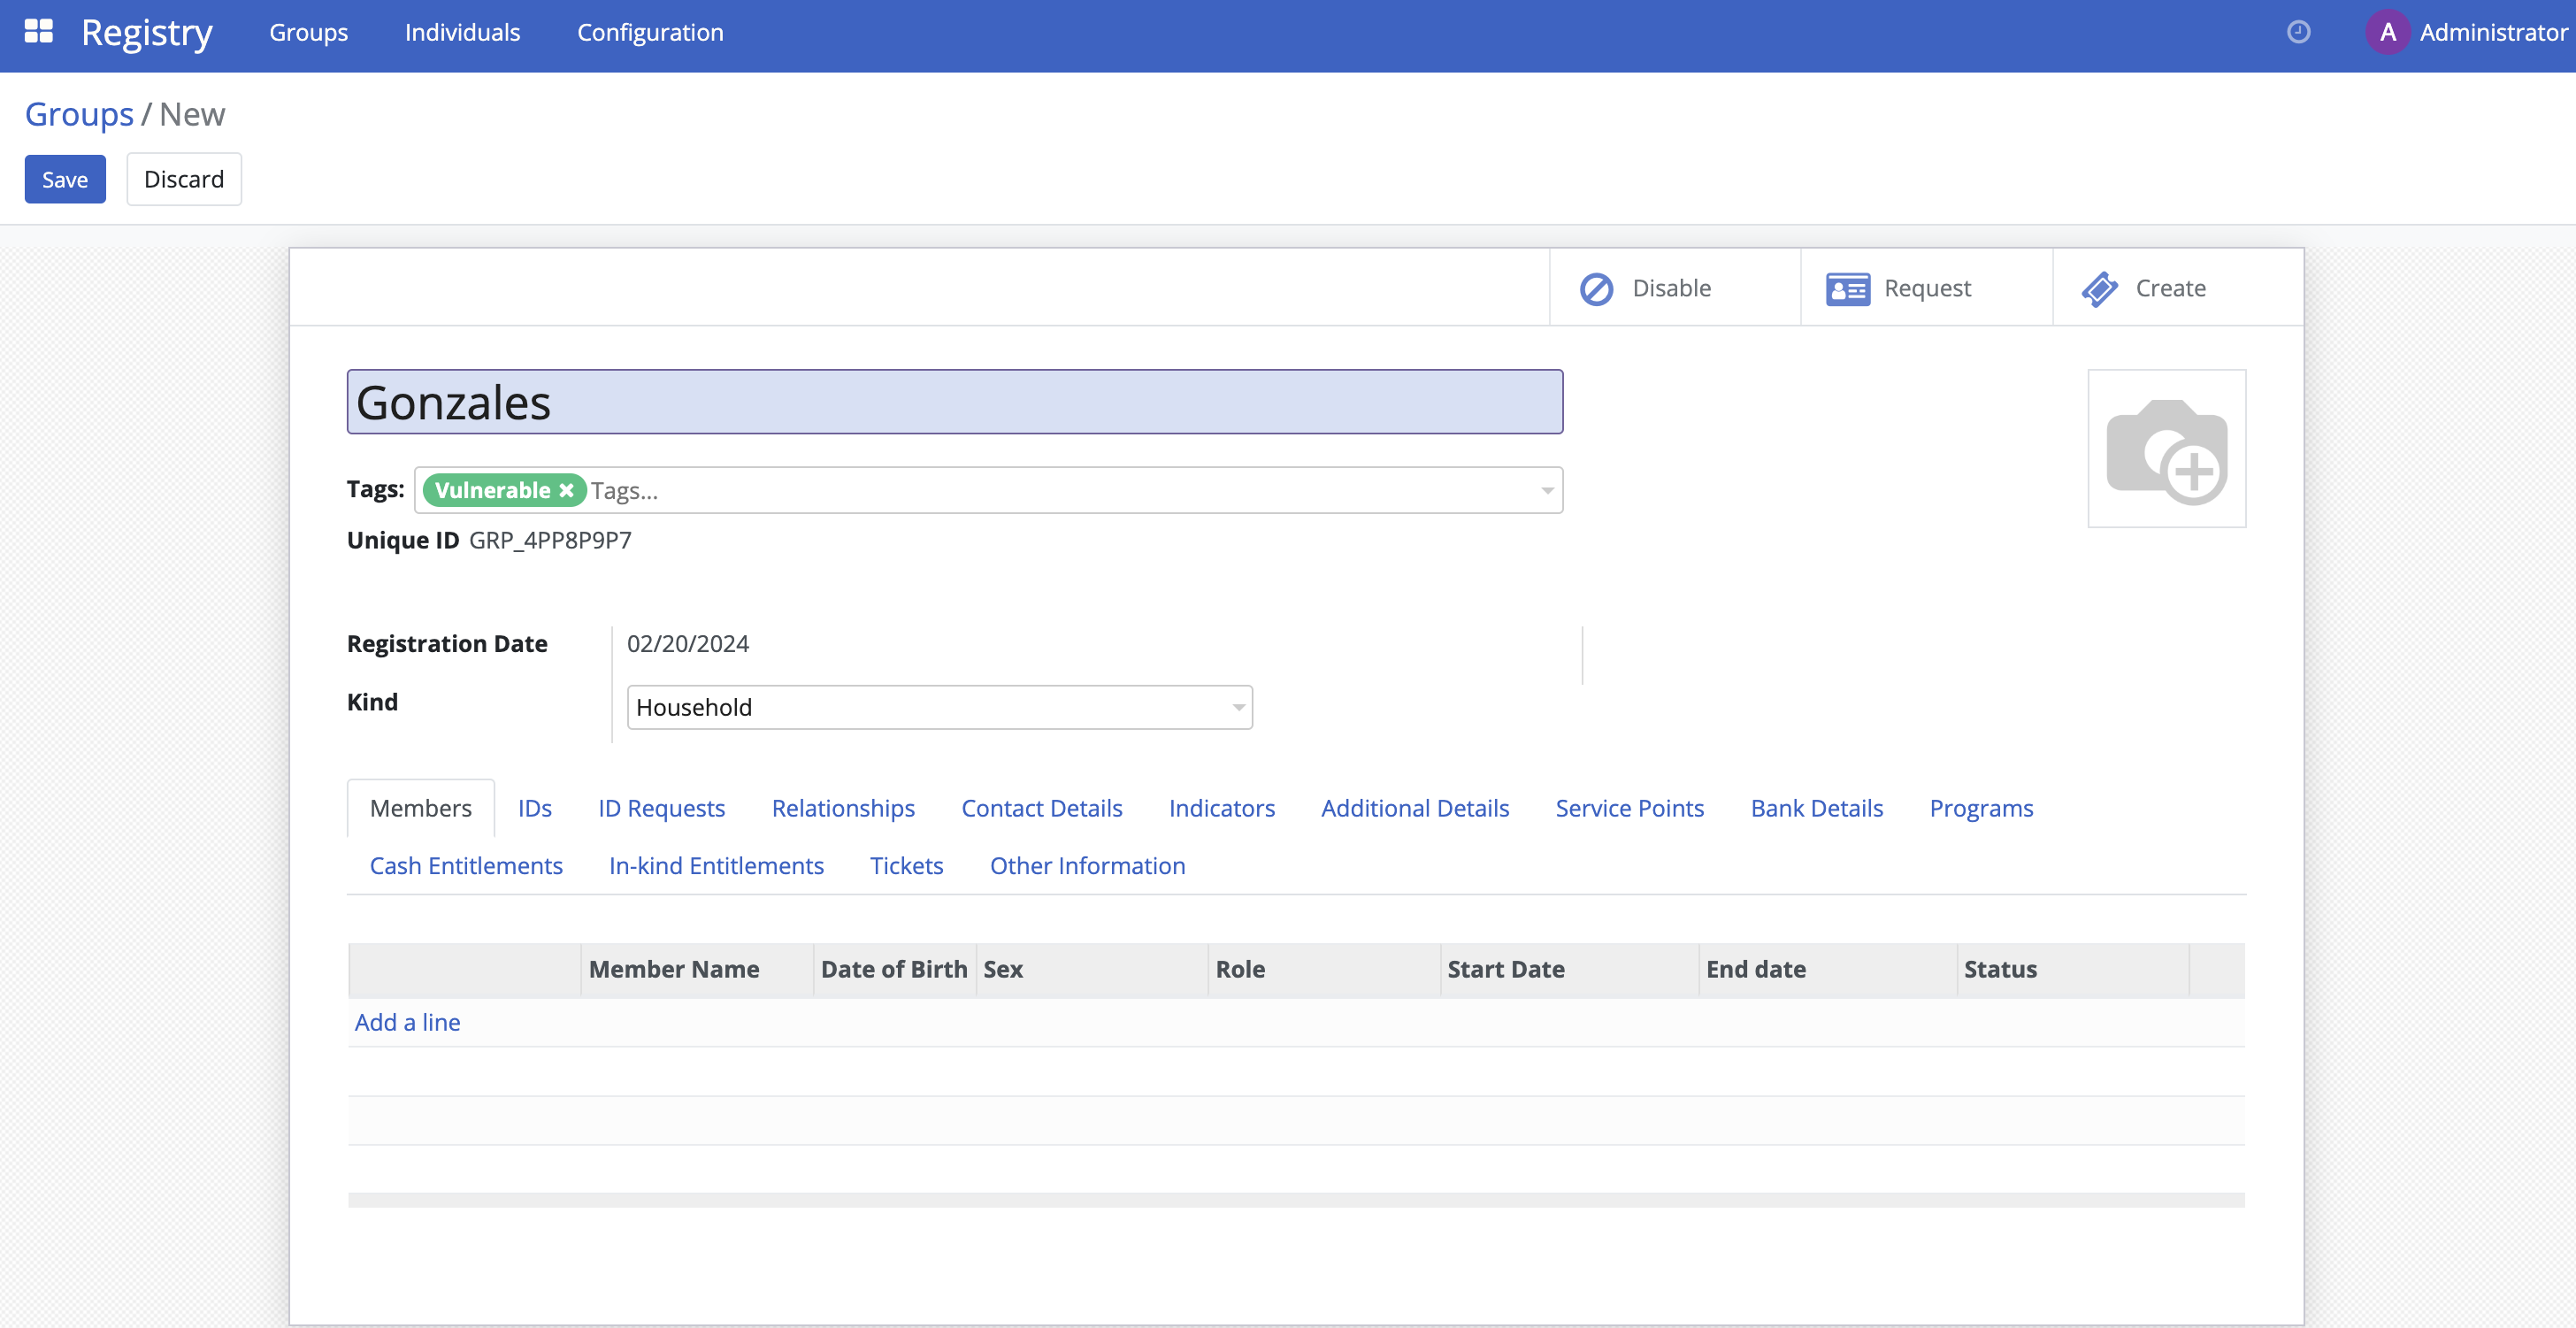 Registry Groups Individuals Configuration A Administrator
Groups / New
Save Discard
Disable Request Create
Gonzales
Tags: Vulnerable ✖ Tags...
Unique ID GRP_4PP8P9P7
Registration Date 02/20/2024
Kind Household
Members IDs ID Requests Relationships Contact Details Indicators Additional Details Service Points Bank Details Programs
Cash Entitlements In-kind Entitlements Tickets Other Information
Member Name Date of Birth Sex Role Start Date End date Status
Add a line